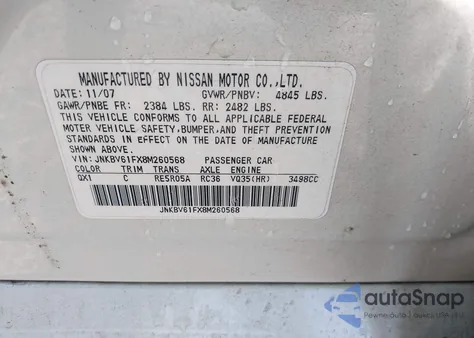 MANUFACTURED BY NISSAN MOTOR CO.,LTD.
DATE: 11/07 GVWR/PNBV: 4845 LBS.
GAWR/PNBE FR: 2384 LBS. RR: 2482 LBS.
THIS VEHICLE CONFORMS TO ALL APPLICABLE FEDERAL
MOTOR VEHICLE SAFETY,BUMPER,AND THEFT PREVENTION
STANDARDS IN EFFECT ON THE DATE OF MANUFACTURE
SHOWN ABOVE.
VIN: JNKBV61FX8M260568 PASSENGER CAR
COLOR TRIM TRANS AXLE ENGINE
QX1 C RE5R05A RC36 VQ35(HR) 3498CC
JNKBV61FX8M260568
autoSnap